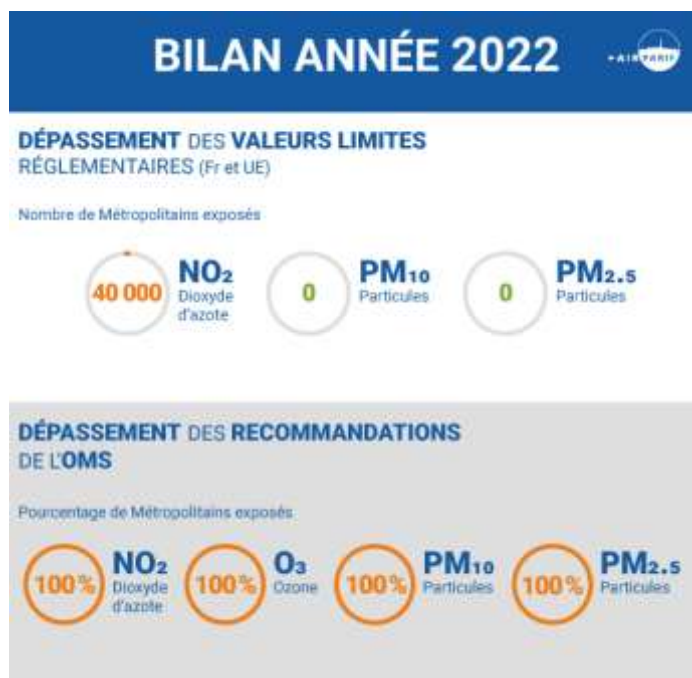 BILAN ANNÉE 2022
AIRPARIF
DÉPASSEMENT DES VALEURS LIMITES
RÉGLEMENTAIRES (Fr et UE)
Nombre de Métropolitains exposés
40 000
NO₂
Dioxyde
d'azote
0
PM₁₀
Particules
0
PM₂.₅
Particules
DÉPASSEMENT DES RECOMMANDATIONS
DE L'OMS
Pourcentage de Métropolitains exposés
100%
NO₂
Dioxyde
d'azote
100%
O₃
Ozone
100%
PM₁₀
Particules
100%
PM₂.₅
Particules